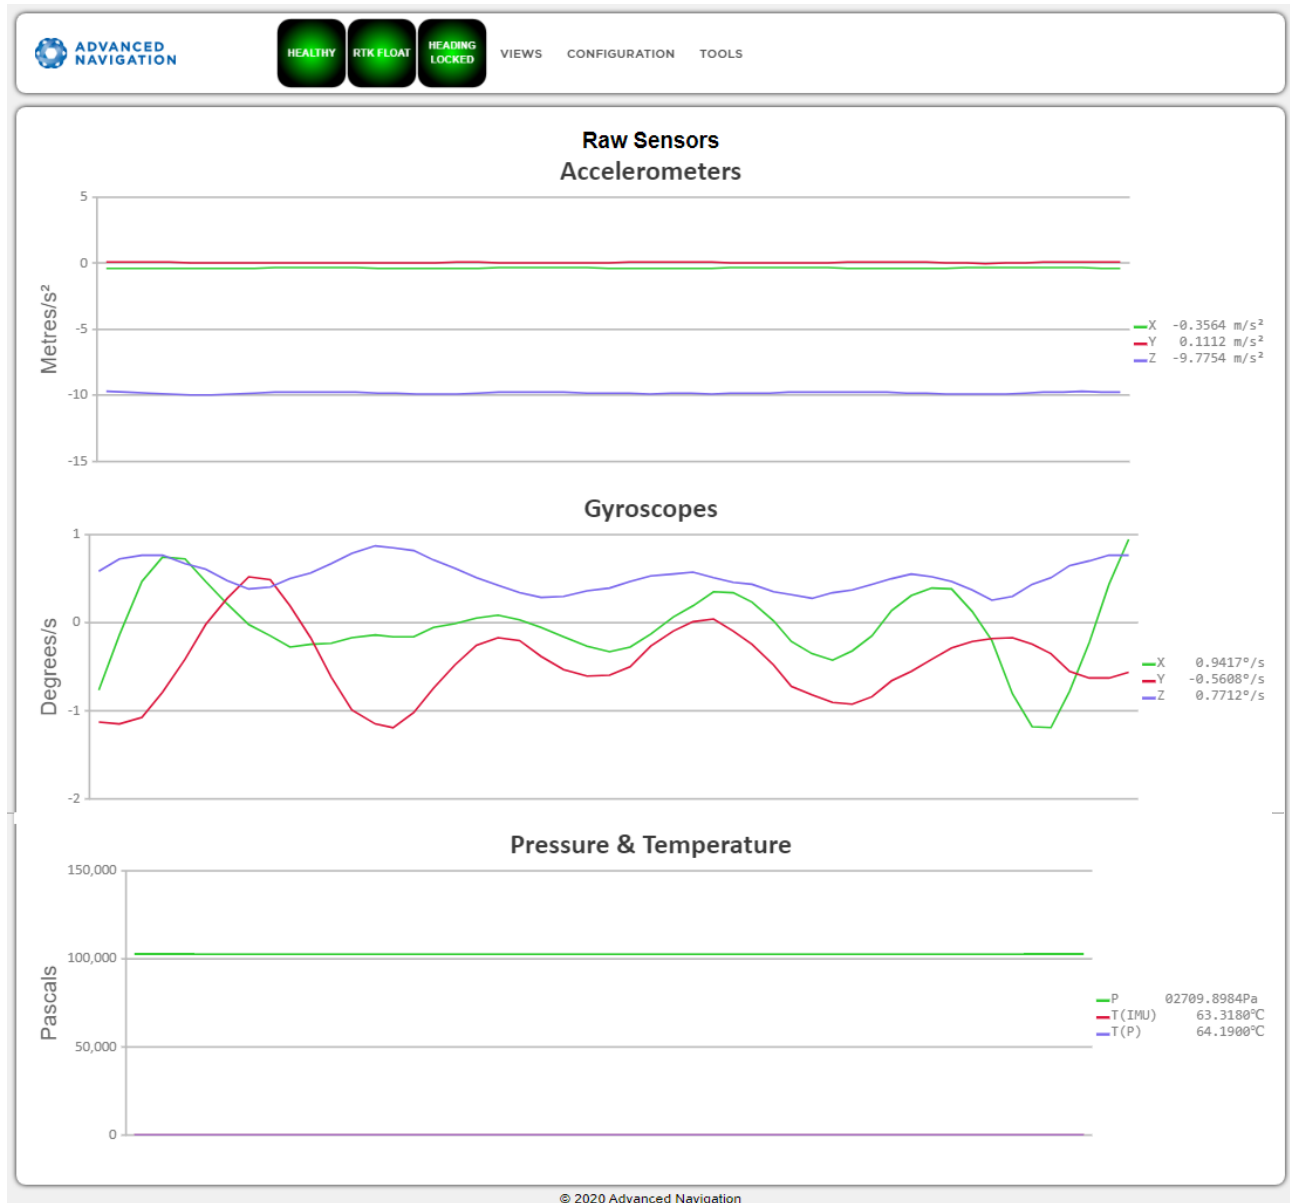 ADVANCED
NAVIGATION
HEALTHY
RTK FLOAT
HEADING
LOCKED
VIEWS
CONFIGURATION
TOOLS
Raw Sensors
Accelerometers
Metres/s²
5
0
-5
-10
-15
X -0.3564 m/s²
Y 0.1112 m/s²
Z -9.7754 m/s²
Gyroscopes
Degrees/s
1
0
-1
-2
X 0.9417°/s
Y -0.5608°/s
Z 0.7712°/s
Pressure & Temperature
Pascals
150,000
100,000
50,000
0
P 02709.8984Pa
T(IMU) 63.3180°C
T(P) 64.1900°C
© 2020 Advanced Navigation